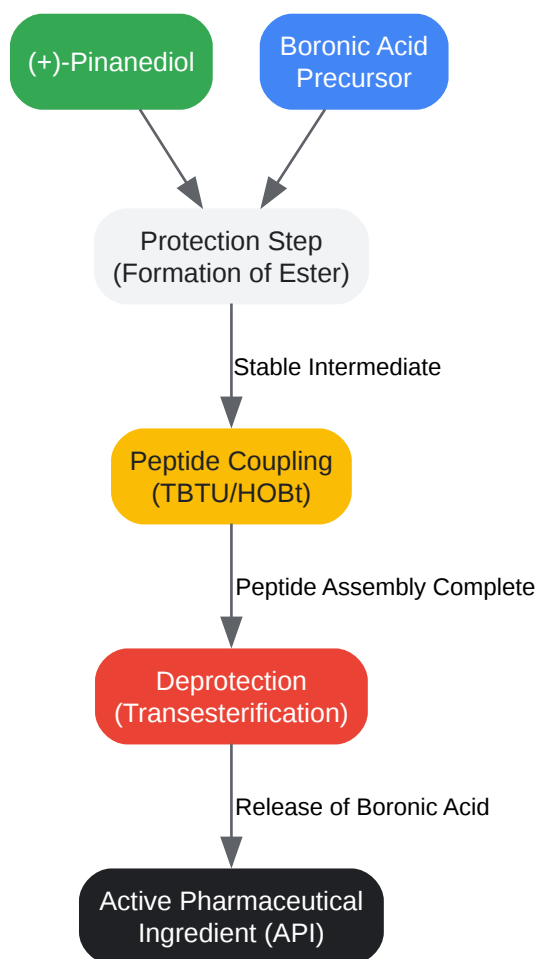 (+)-Pinanediol
Boronic Acid
Precursor
Protection Step
(Formation of Ester)
Stable Intermediate
Peptide Coupling
(TBTU/HOBt)
Peptide Assembly Complete
Deprotection
(Transesterification)
Release of Boronic Acid
Active Pharmaceutical
Ingredient (API)